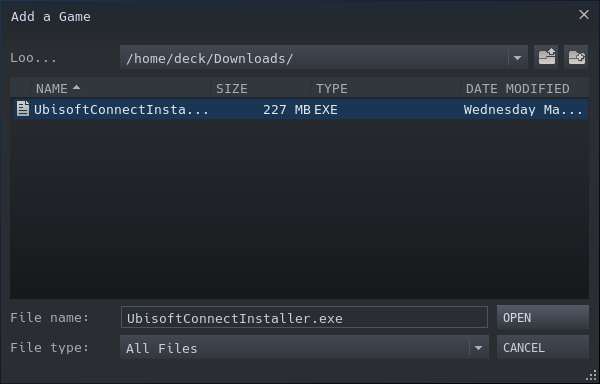 Add a Game
Loo... /home/deck/Downloads/
NAME SIZE TYPE DATE MODIFIED
UbisoftConnectInsta... 227 MB EXE Wednesday Ma...
File name: UbisoftConnectInstaller.exe OPEN
File type: All Files CANCEL